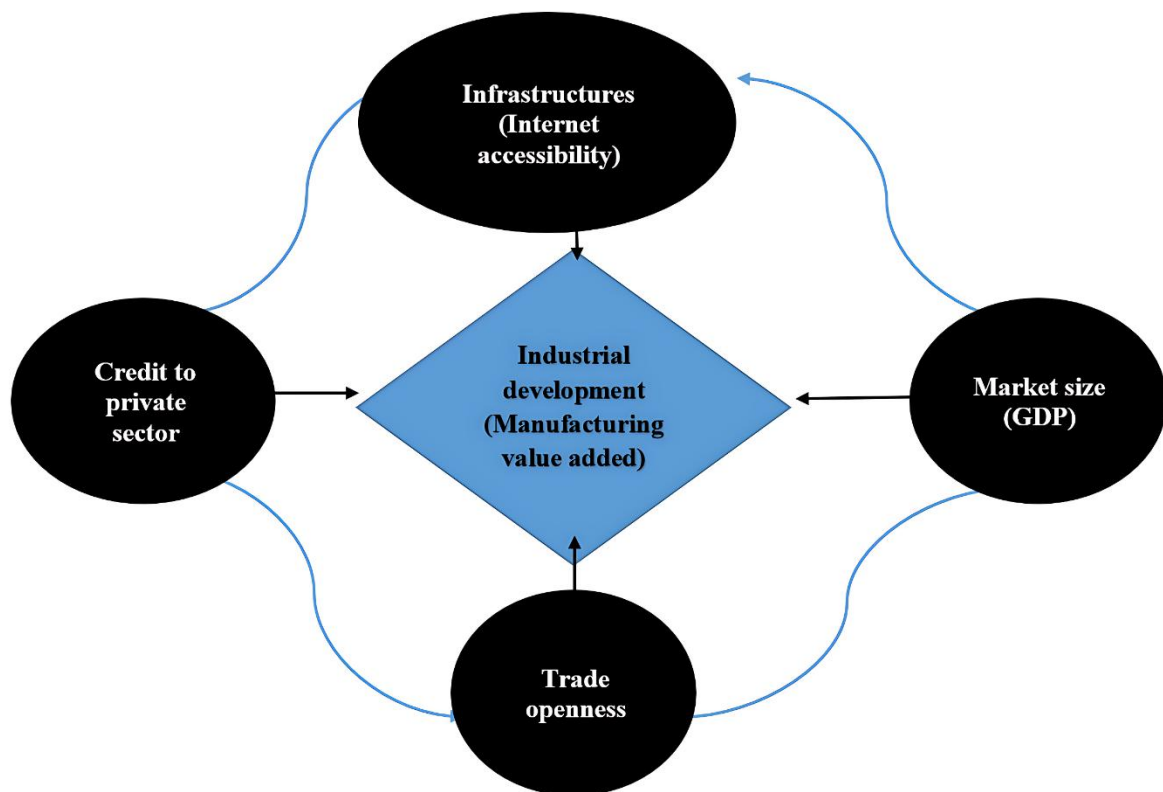 Infrastructures
(Internet
accessibility)
Credit to
private
sector
Industrial
development
(Manufacturing
value added)
Market size
(GDP)
Trade
openness